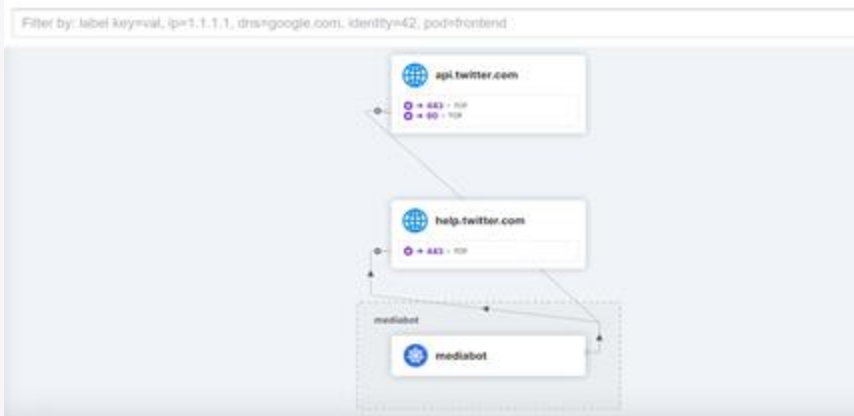 Filter by: label key=val, ip=1.1.1.1, dns=google.com, identity=42, pod=frontend
api.twitter.com
→ 443 · TCP
→ 80 · TCP
help.twitter.com
→ 443 · TCP
mediabot
mediabot